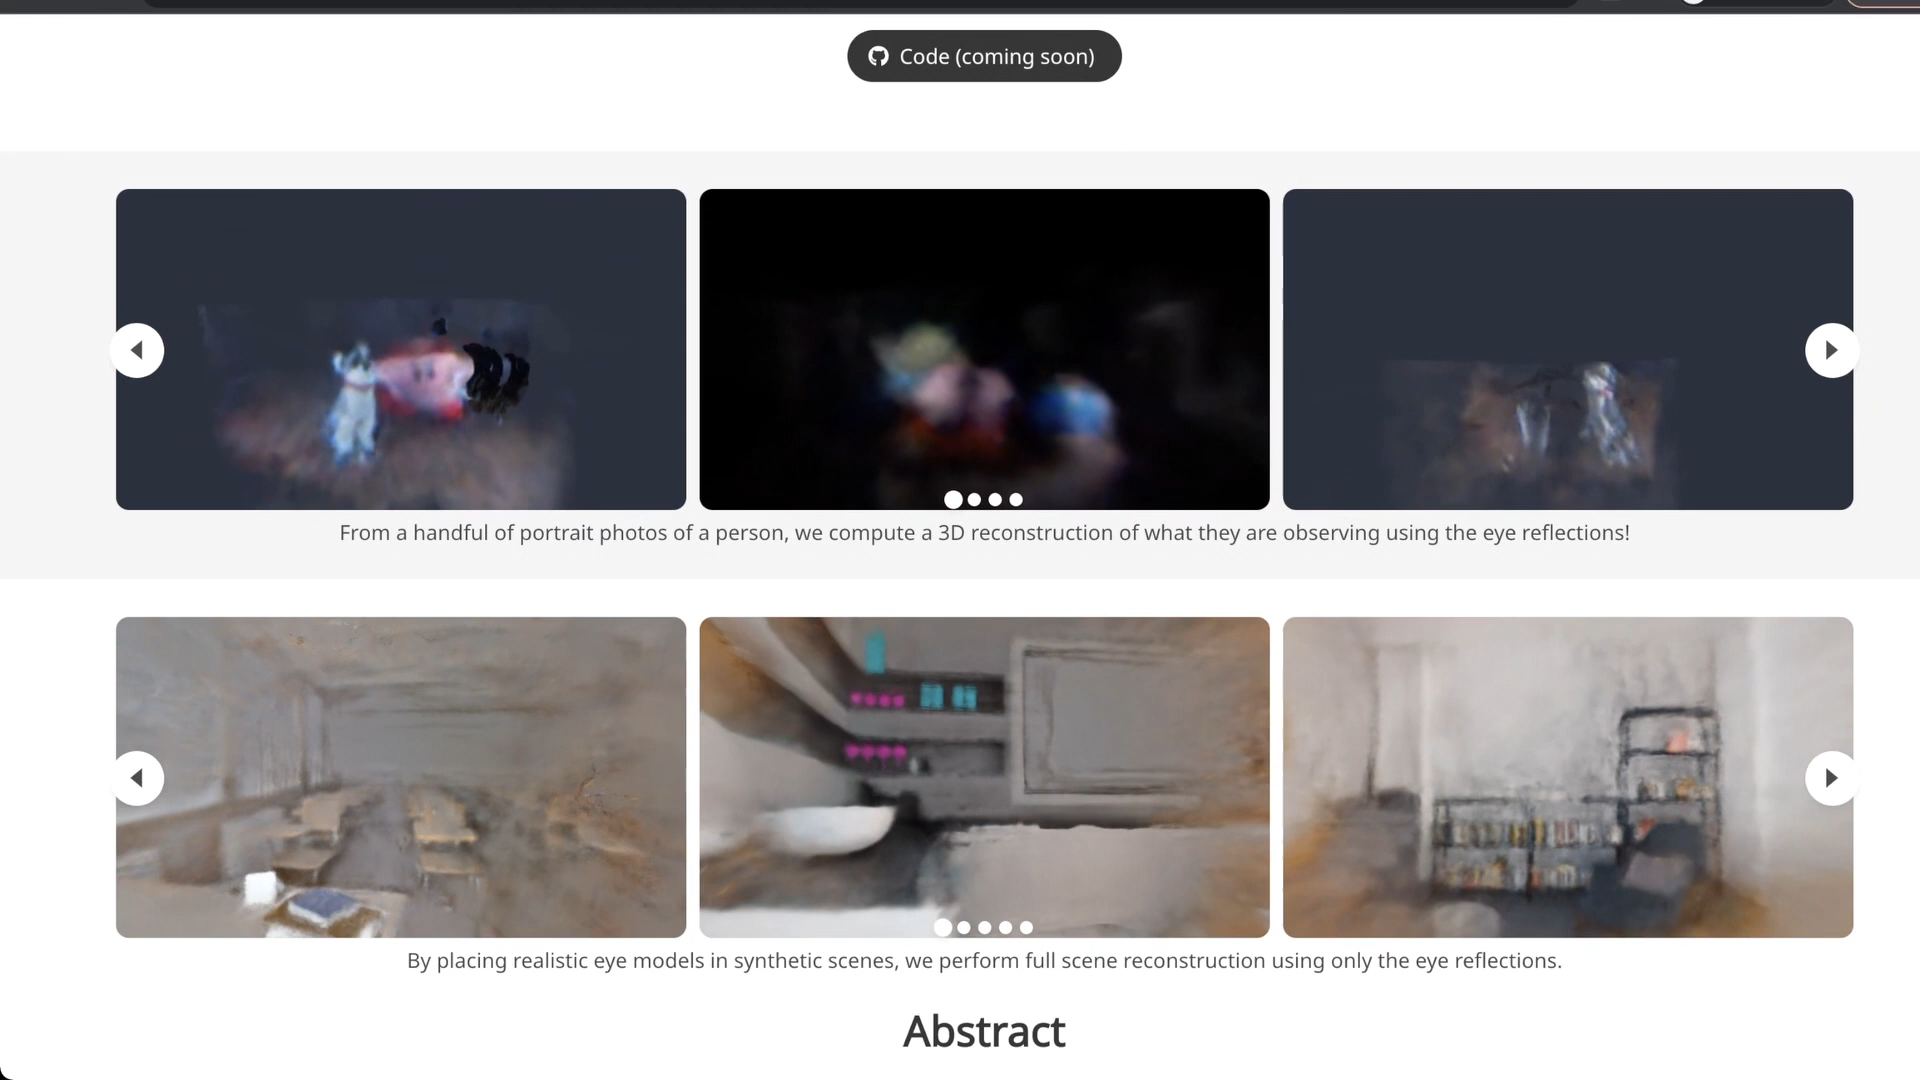 Code (coming soon)
From a handful of portrait photos of a person, we compute a 3D reconstruction of what they are observing using the eye reflections!
By placing realistic eye models in synthetic scenes, we perform full scene reconstruction using only the eye reflections.
Abstract